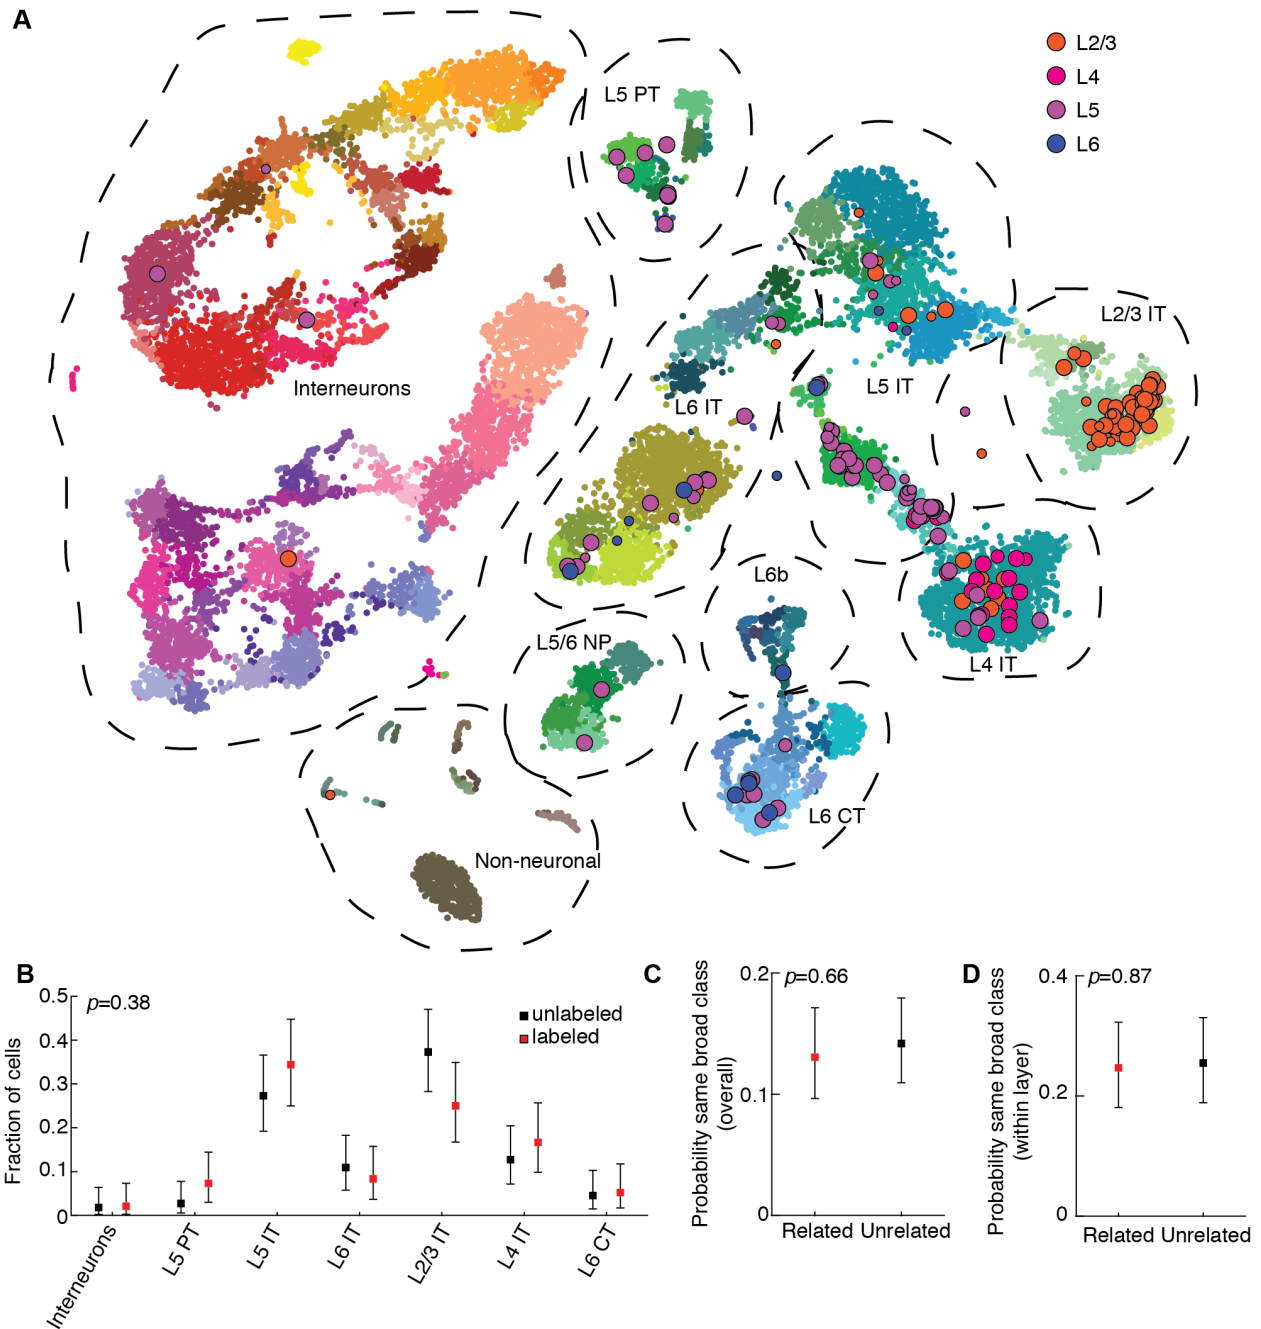 A
L2/3
L4
L5
L6
L5 PT
L2/3 IT
Interneurons
L5 IT
L6 IT
L6b
L5/6 NP
L4 IT
L6 CT
Non-neuronal
B
p=0.38
unlabeled
labeled
Fraction of cells
0.5
0.4
0.3
0.2
0.1
0
Interneurons
L5 PT
L5 IT
L6 IT
L2/3 IT
L4 IT
L6 CT
C
p=0.66
Probability same broad class
(overall)
0.2
0.1
0
Related Unrelated
D
p=0.87
Probability same broad class
(within layer)
0.4
0.2
0
Related Unrelated